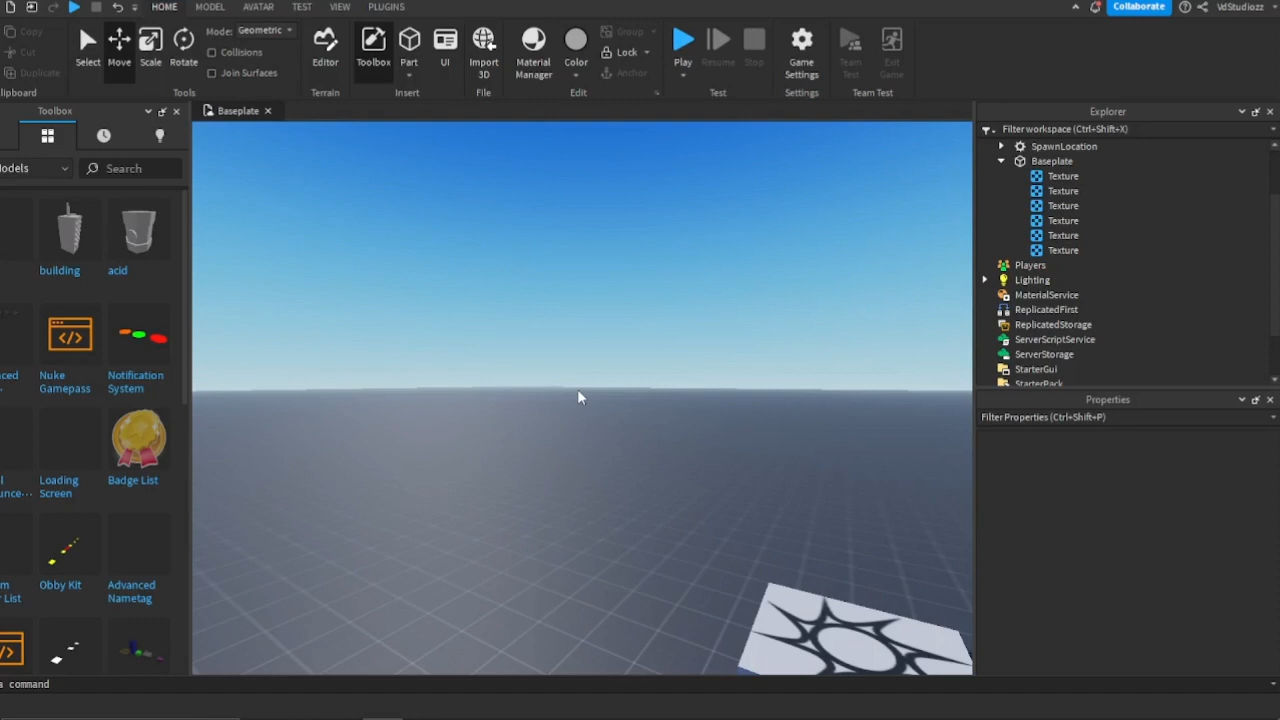 HOME MODEL AVATAR TEST VIEW PLUGINS Collaborate VdStudiozz
Copy
Cut
Duplicate
lipboard
Select Move Scale Rotate
Mode: Geometric
Collisions
Join Surfaces
Tools
Editor
Terrain
Toolbox Part UI
Insert
Import 3D
File
Material Manager
Color
Group
Lock
Anchor
Edit
Play Resume Stop
Test
Game Settings
Settings
Team Test
Exit Game
Team Test
Toolbox
odels
Search
building
acid
ced
Nuke Gamepass
Notification System
unce...
Loading Screen
Badge List
m
r List
Obby Kit
Advanced Nametag
Baseplate
Explorer
Filter workspace (Ctrl+Shift+X)
SpawnLocation
Baseplate
Texture
Texture
Texture
Texture
Texture
Texture
Players
Lighting
MaterialService
ReplicatedFirst
ReplicatedStorage
ServerScriptService
ServerStorage
StarterGui
StarterPack
Properties
Filter Properties (Ctrl+Shift+P)
a command